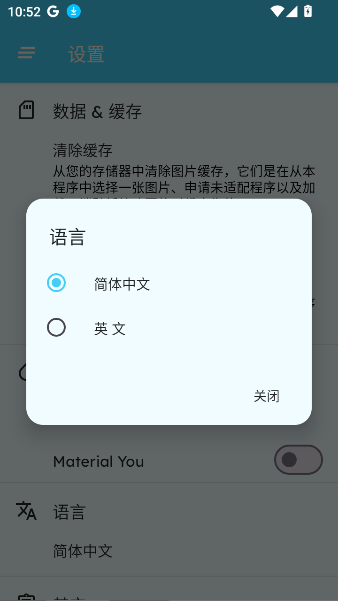 10:52
设置
数据 & 缓存
清除缓存
从您的存储器中清除图片缓存，它们是在从本
程序中选择一张图片、申请未适配程序以及加
语言
简体中文
英 文
关闭
Material You
语言
简体中文